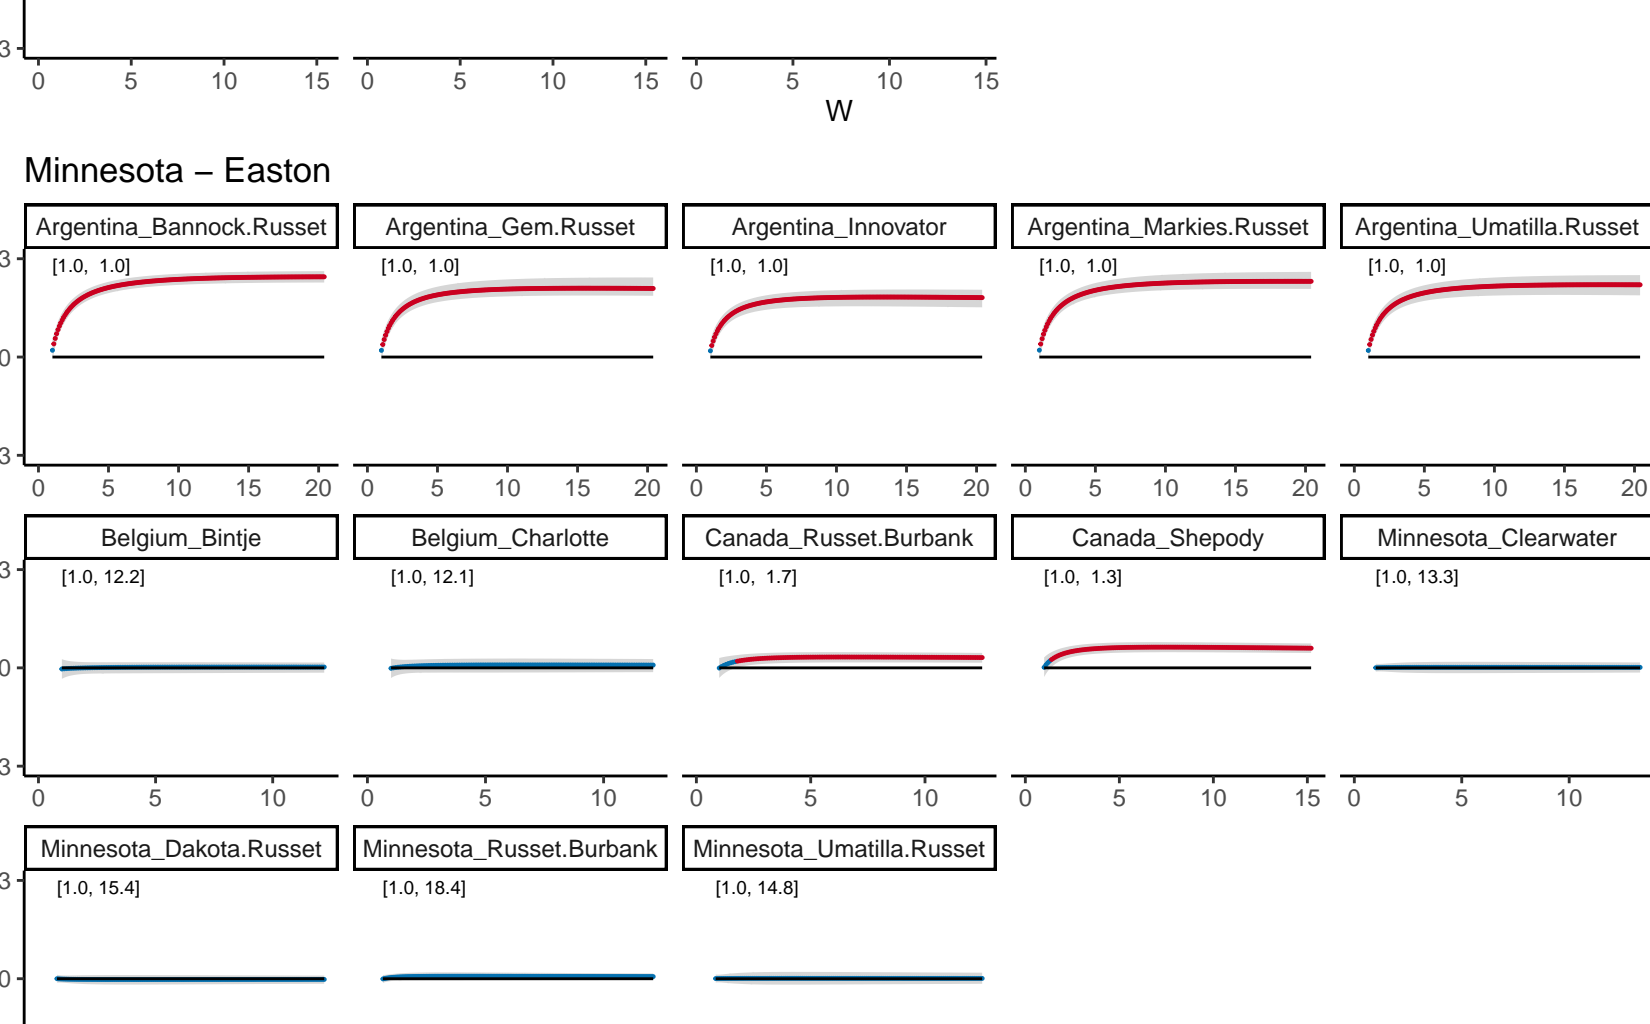 3
0 5 10 15 0 5 10 15 0 5 10 15
W
Minnesota – Easton
Argentina_Bannock.Russet Argentina_Gem.Russet Argentina_Innovator Argentina_Markies.Russet Argentina_Umatilla.Russet
3 [1.0,  1.0] [1.0,  1.0] [1.0,  1.0] [1.0,  1.0] [1.0,  1.0]
0
3
0 5 10 15 20 0 5 10 15 20 0 5 10 15 20 0 5 10 15 20 0 5 10 15 20
Belgium_Bintje Belgium_Charlotte Canada_Russet.Burbank Canada_Shepody Minnesota_Clearwater
3 [1.0, 12.2] [1.0, 12.1] [1.0,  1.7] [1.0,  1.3] [1.0, 13.3]
0
3
0 5 10 0 5 10 0 5 10 0 5 10 15 0 5 10
Minnesota_Dakota.Russet Minnesota_Russet.Burbank Minnesota_Umatilla.Russet
3 [1.0, 15.4] [1.0, 18.4] [1.0, 14.8]
0